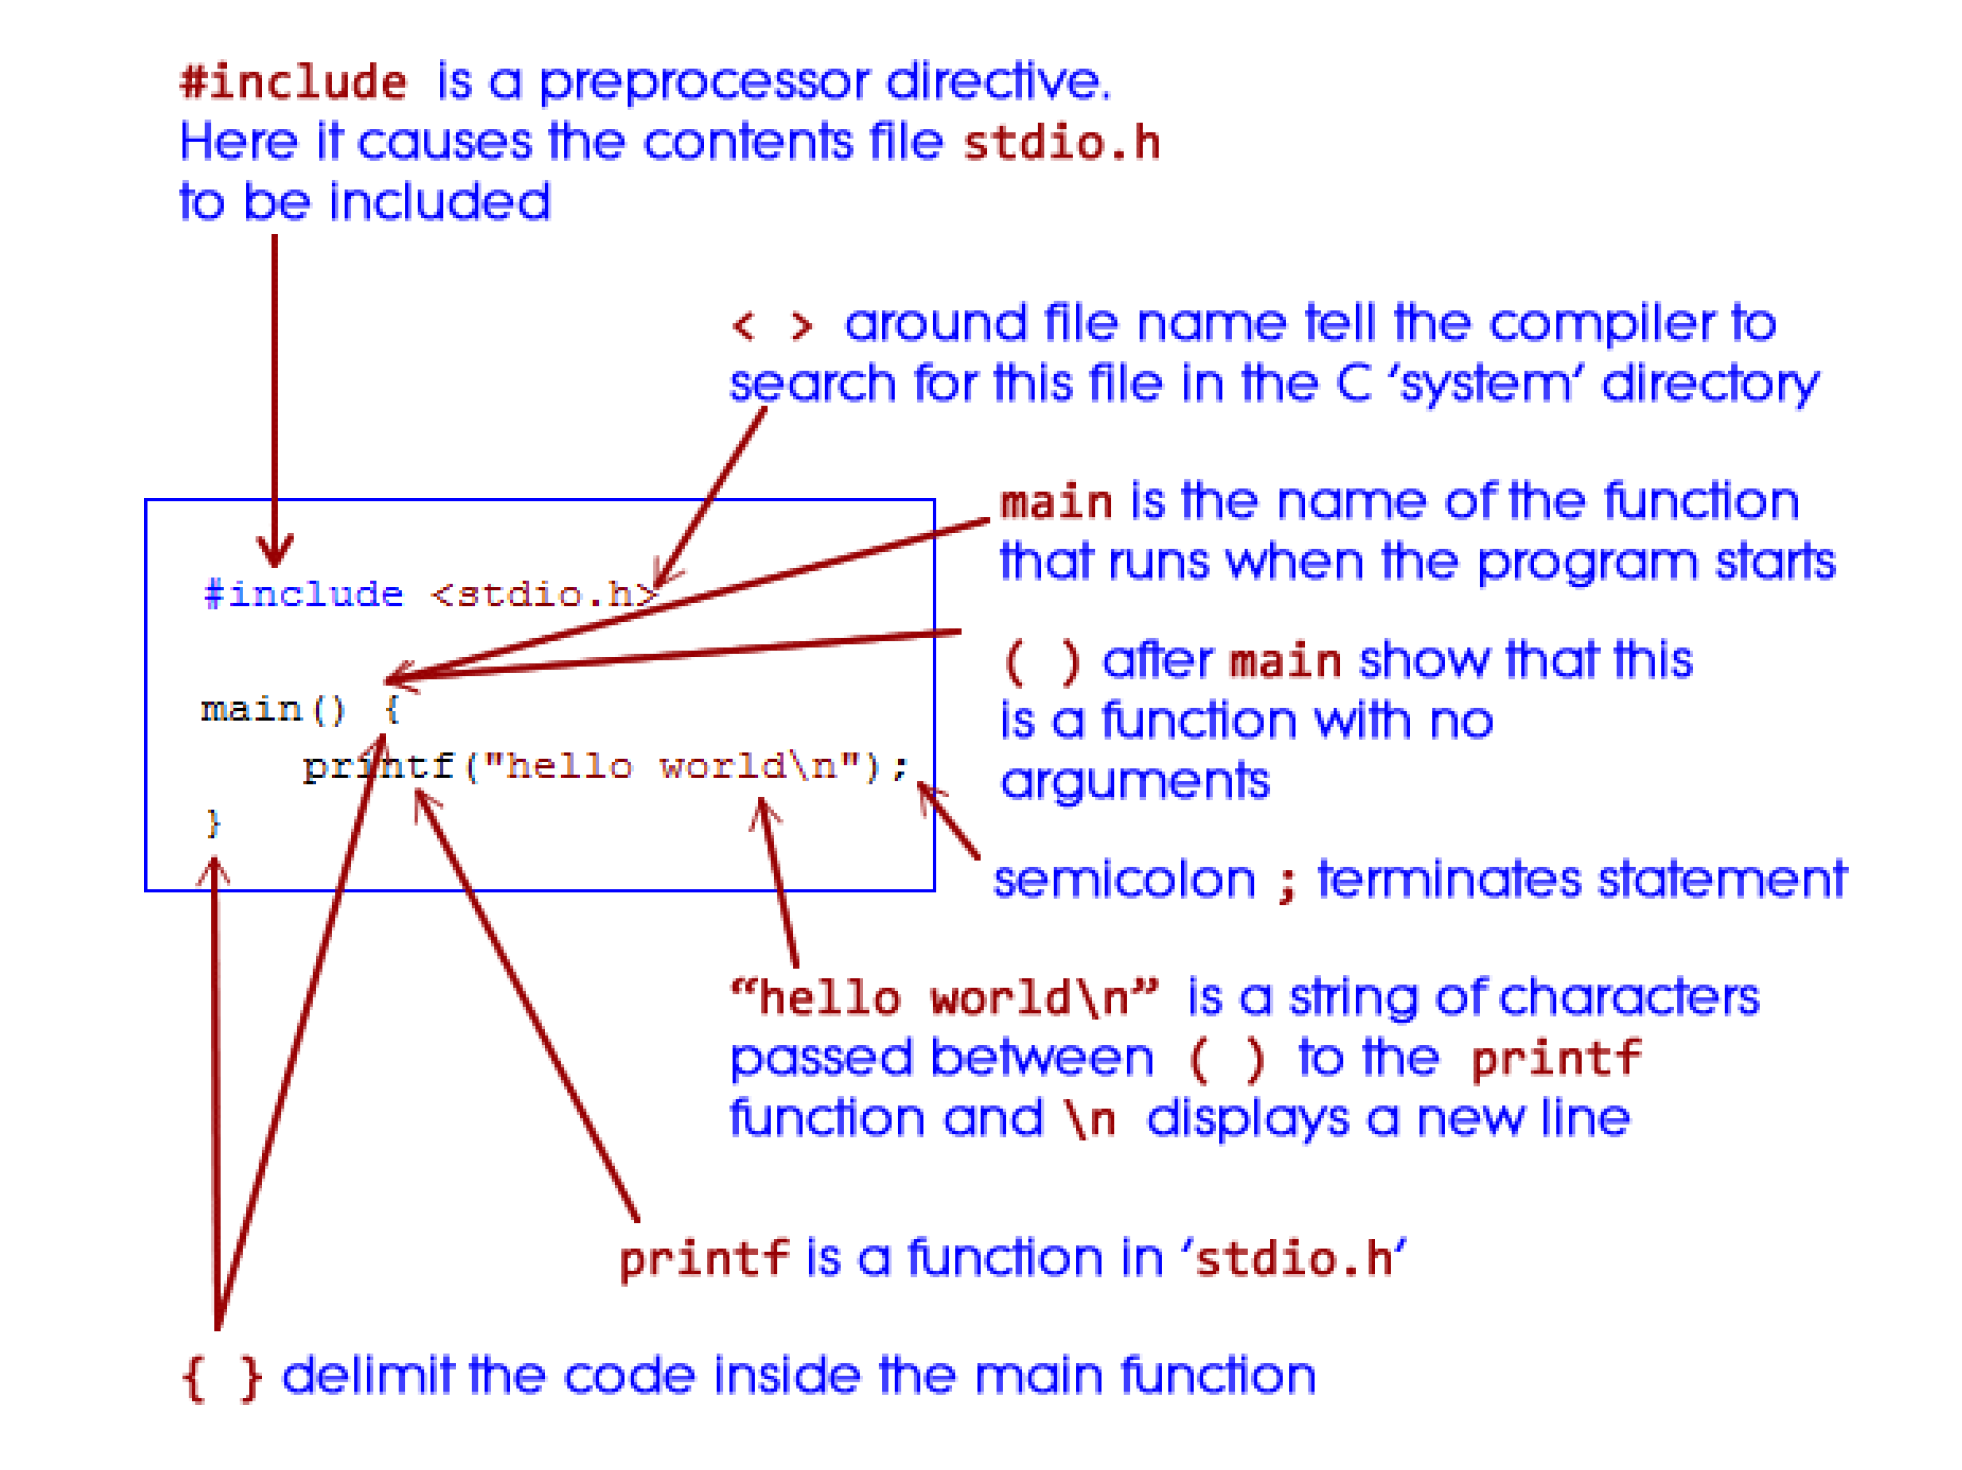 #include is a preprocessor directive.
Here it causes the contents file stdio.h
to be included
< > around file name tell the compiler to
search for this file in the C ‘system’ directory
main is the name of the function
that runs when the program starts
#include <stdio.h>
( ) after main show that this
is a function with no
arguments
main() {
printf("hello world\n");
}
semicolon ; terminates statement
“hello world\n” is a string of characters
passed between ( ) to the printf
function and \n displays a new line
printf is a function in ‘stdio.h’
{ } delimit the code inside the main function